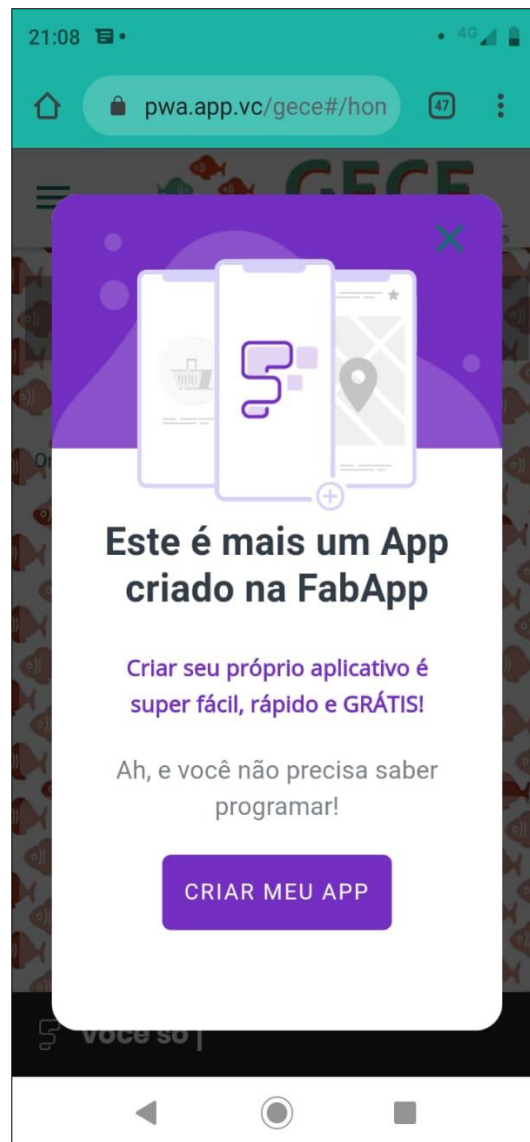 21:08
4G
pwa.app.vc/gece#/hon
47
GECE
Este é mais um App
criado na FabApp
Criar seu próprio aplicativo é
super fácil, rápido e GRÁTIS!
Ah, e você não precisa saber
programar!
CRIAR MEU APP
Você só |